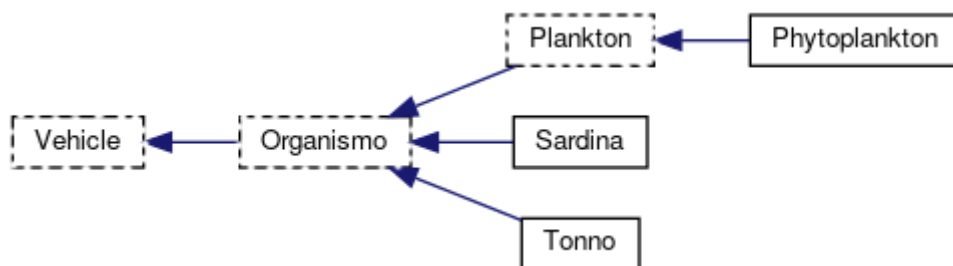 Plankton
Phytoplankton
Vehicle
Organismo
Sardina
Tonno